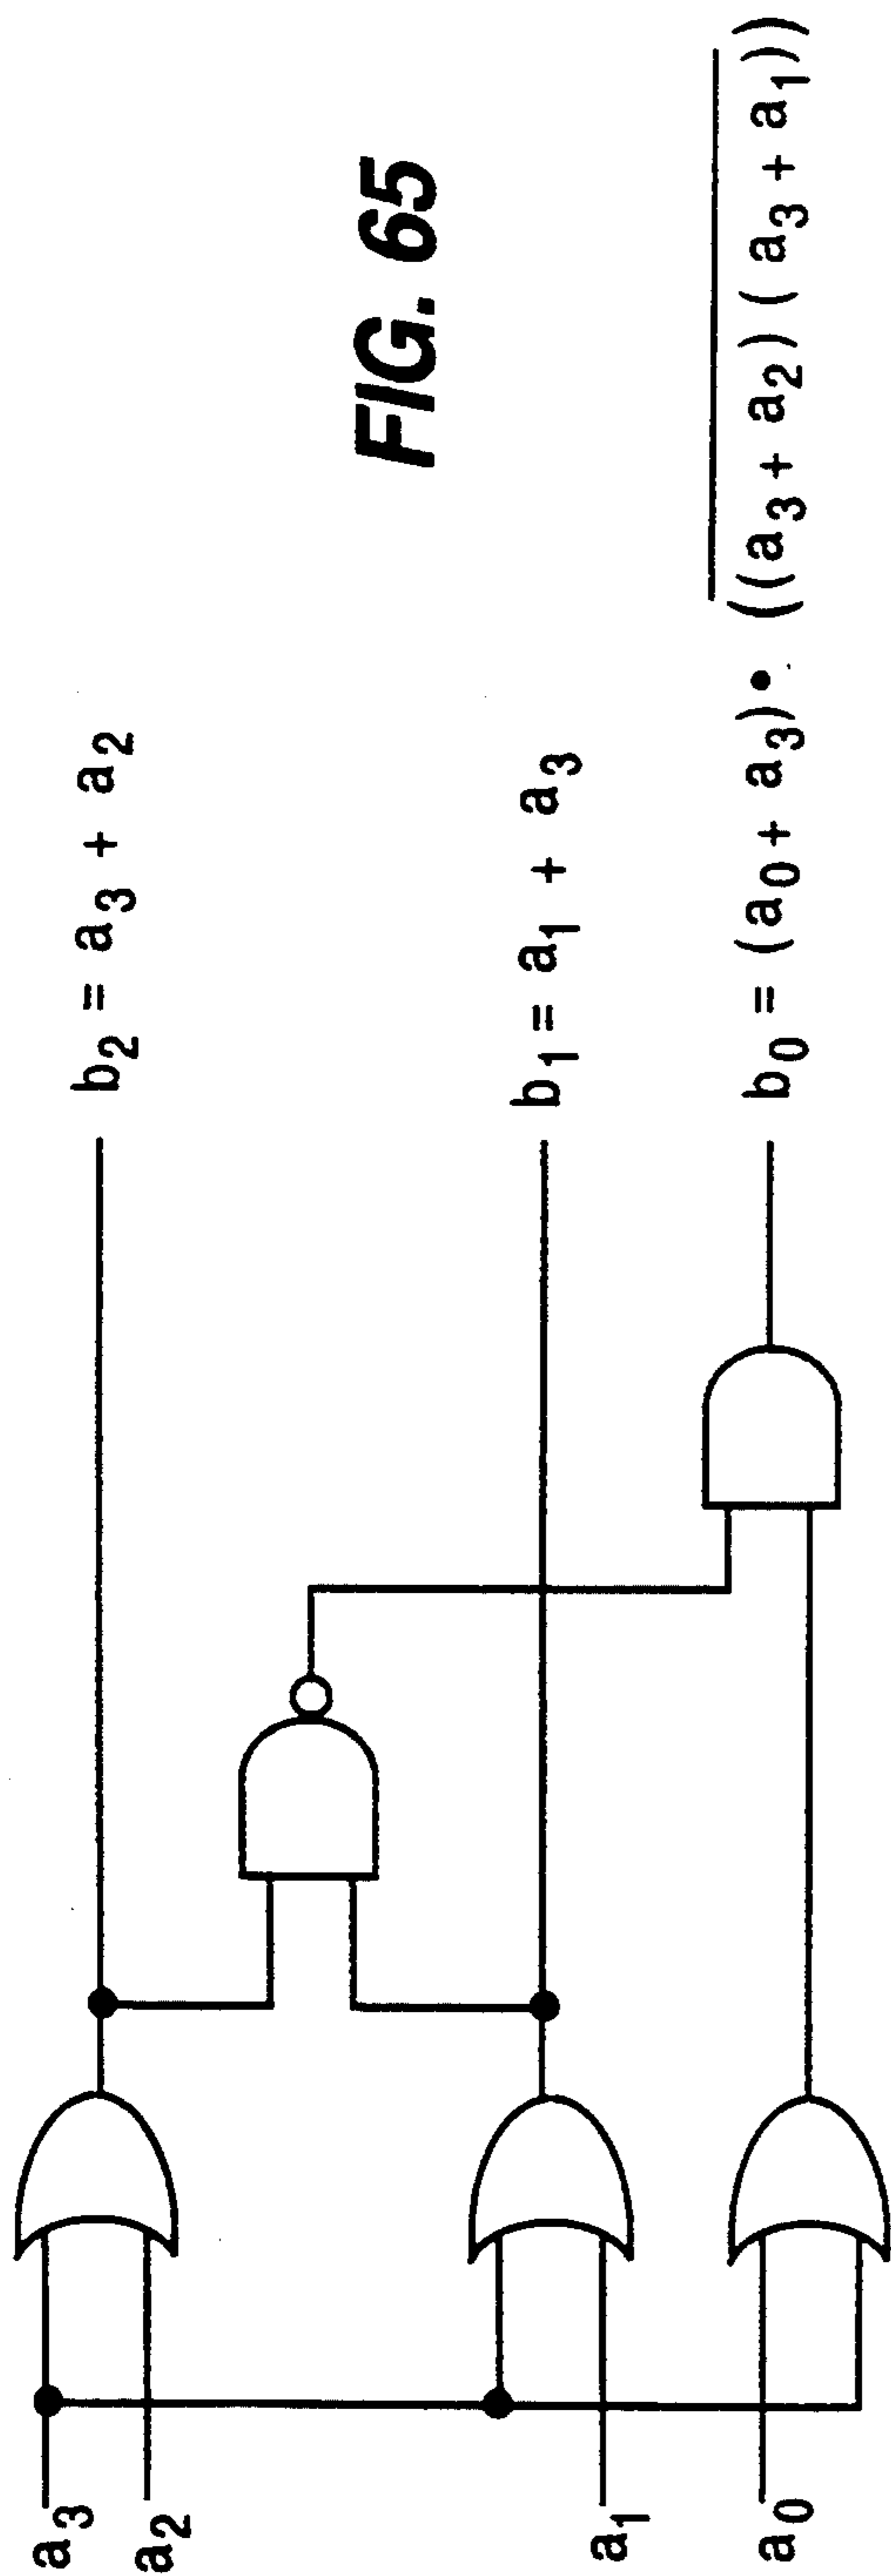 FIG. 65
a₃
a₂
a₁
a₀
b₂ = a₃ + a₂
b₁ = a₁ + a₃
b₀ = (a₀ + a₃) • \overline{((a₃ + a₂) (a₃ + a₁))}